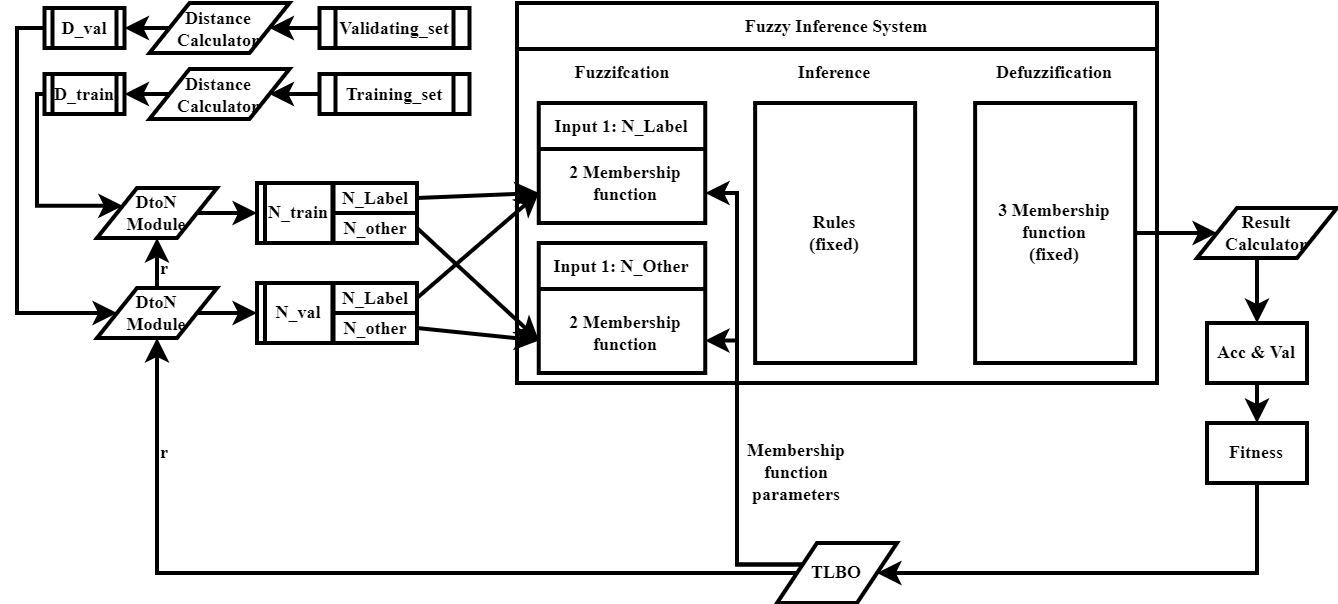 D_val
Distance
Calculator
Validating_set
D_train
Distance
Calculator
Training_set
DtoN
Module
N_train
N_Label
N_other
r
DtoN
Module
N_val
N_Label
N_other
r
Fuzzy Inference System
Fuzzifcation
Inference
Defuzzification
Input 1: N_Label
2 Membership
function
Input 1: N_Other
2 Membership
function
Rules
(fixed)
3 Membership
function
(fixed)
Result
Calculator
Acc & Val
Fitness
Membership
function
parameters
TLBO